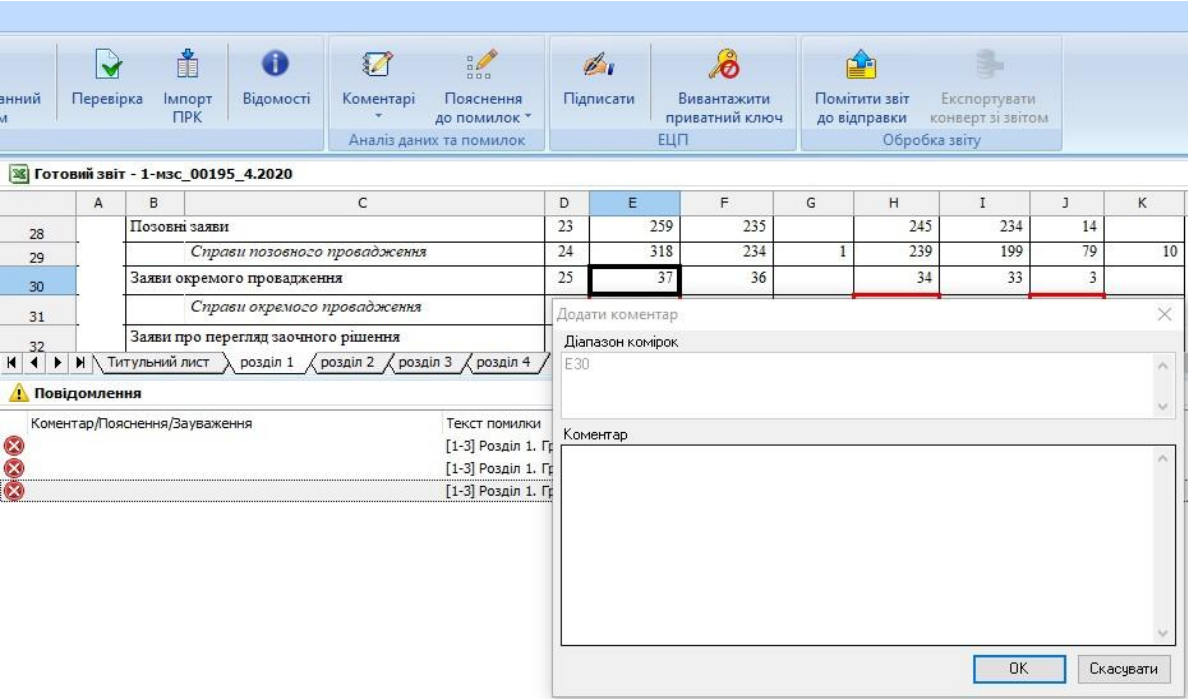 анний
м
Перевірка
Імпорт
ПРК
Відомості
Коментарі
Пояснення
до помилок
Аналіз даних та помилок
Підписати
Вивантажити
приватний ключ
ЕЦП
Помітити звіт
до відправки
Експортувати
конверт зі звітом
Обробка звіту
Готовий звіт - 1-мзс_00195_4.2020
A B C D E F G H I J K
28 Позовні заяви 23 259 235 245 234 14
29 Справи позовного провадження 24 318 234 1 239 199 79 10
30 Заяви окремого провадження 25 37 36 34 33 3
31 Справи окремого провадження
32 Заяви про перегляд заочного рішення
Титульний лист розділ 1 розділ 2 розділ 3 розділ 4
Повідомлення
Коментар/Пояснення/Зауваження Текст помилки
[1-3] Розділ 1. Гр
[1-3] Розділ 1. Гр
[1-3] Розділ 1. Гр
Додати коментар
Діапазон комірок
E30
Коментар
ОК Скасувати